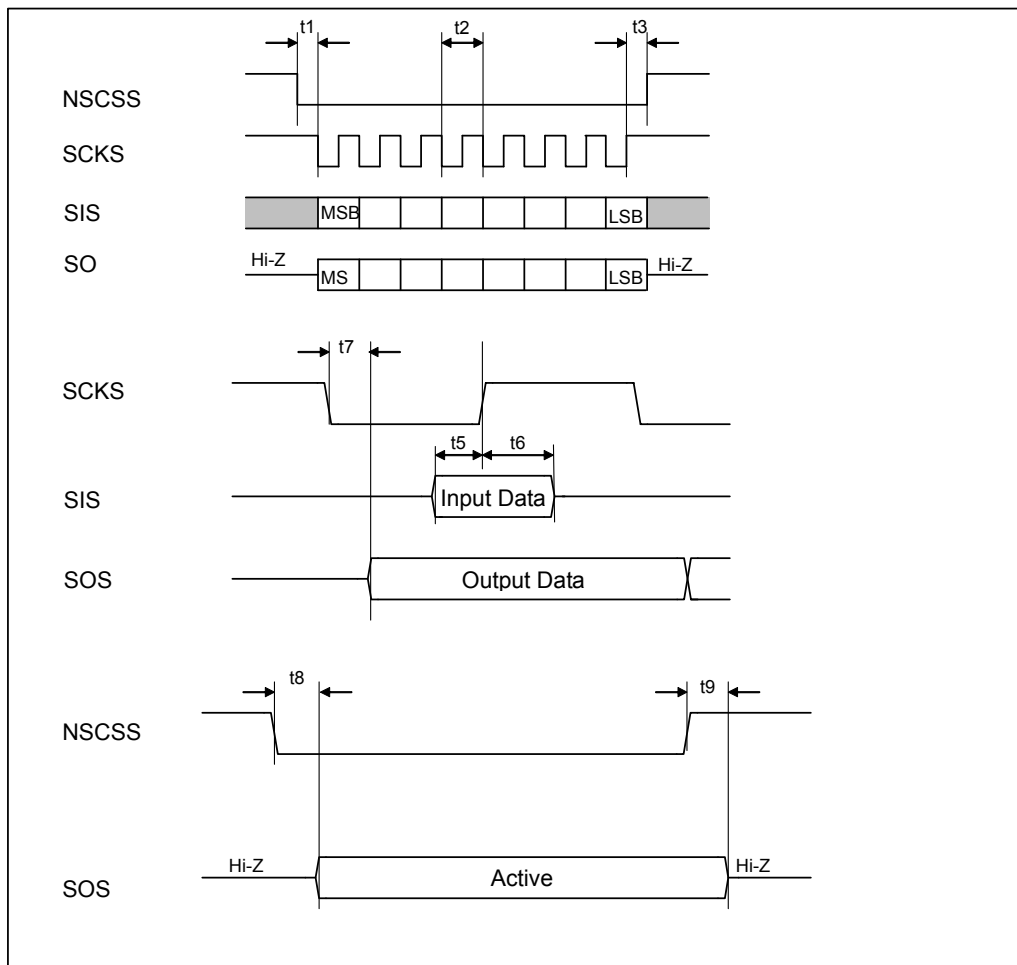 t1 t2 t3
NSCSS
SCKS
SIS MSB LSB
SO Hi-Z MS LSB Hi-Z
t7
SCKS
t5 t6
SIS Input Data
SOS Output Data
t8 t9
NSCSS
SOS Hi-Z Active Hi-Z